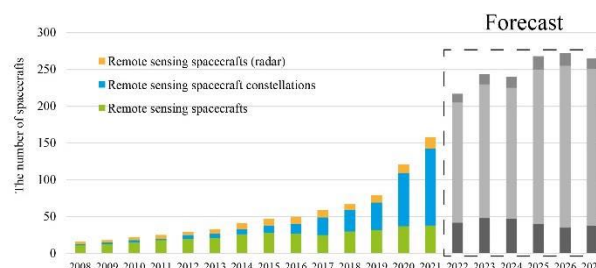 Forecast
300
250
200
150
100
50
0
The number of spacecrafts
Remote sensing spacecrafts (radar)
Remote sensing spacecraft constellations
Remote sensing spacecrafts
2008 2009 2010 2011 2012 2013 2014 2015 2016 2017 2018 2019 2020 2021 2022 2023 2024 2025 2026